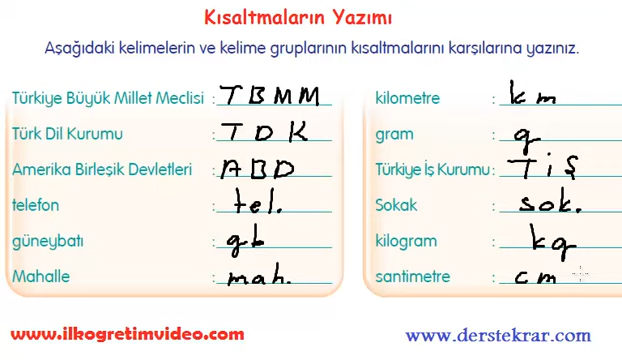 Kısaltmaların Yazımı
Aşağıdaki kelimelerin ve kelime gruplarının kısaltmalarını karşılarına yazınız.
Türkiye Büyük Millet Meclisi : TBMM
Türk Dil Kurumu : TDK
Amerika Birleşik Devletleri : ABD
telefon : tel.
güneybatı : gb
Mahalle : mah.
kilometre : km
gram : g
Türkiye İş Kurumu : TİŞ
Sokak : sok.
kilogram : kg
santimetre : cm
www.ilkogretimvideo.com
www.derstekrar.com